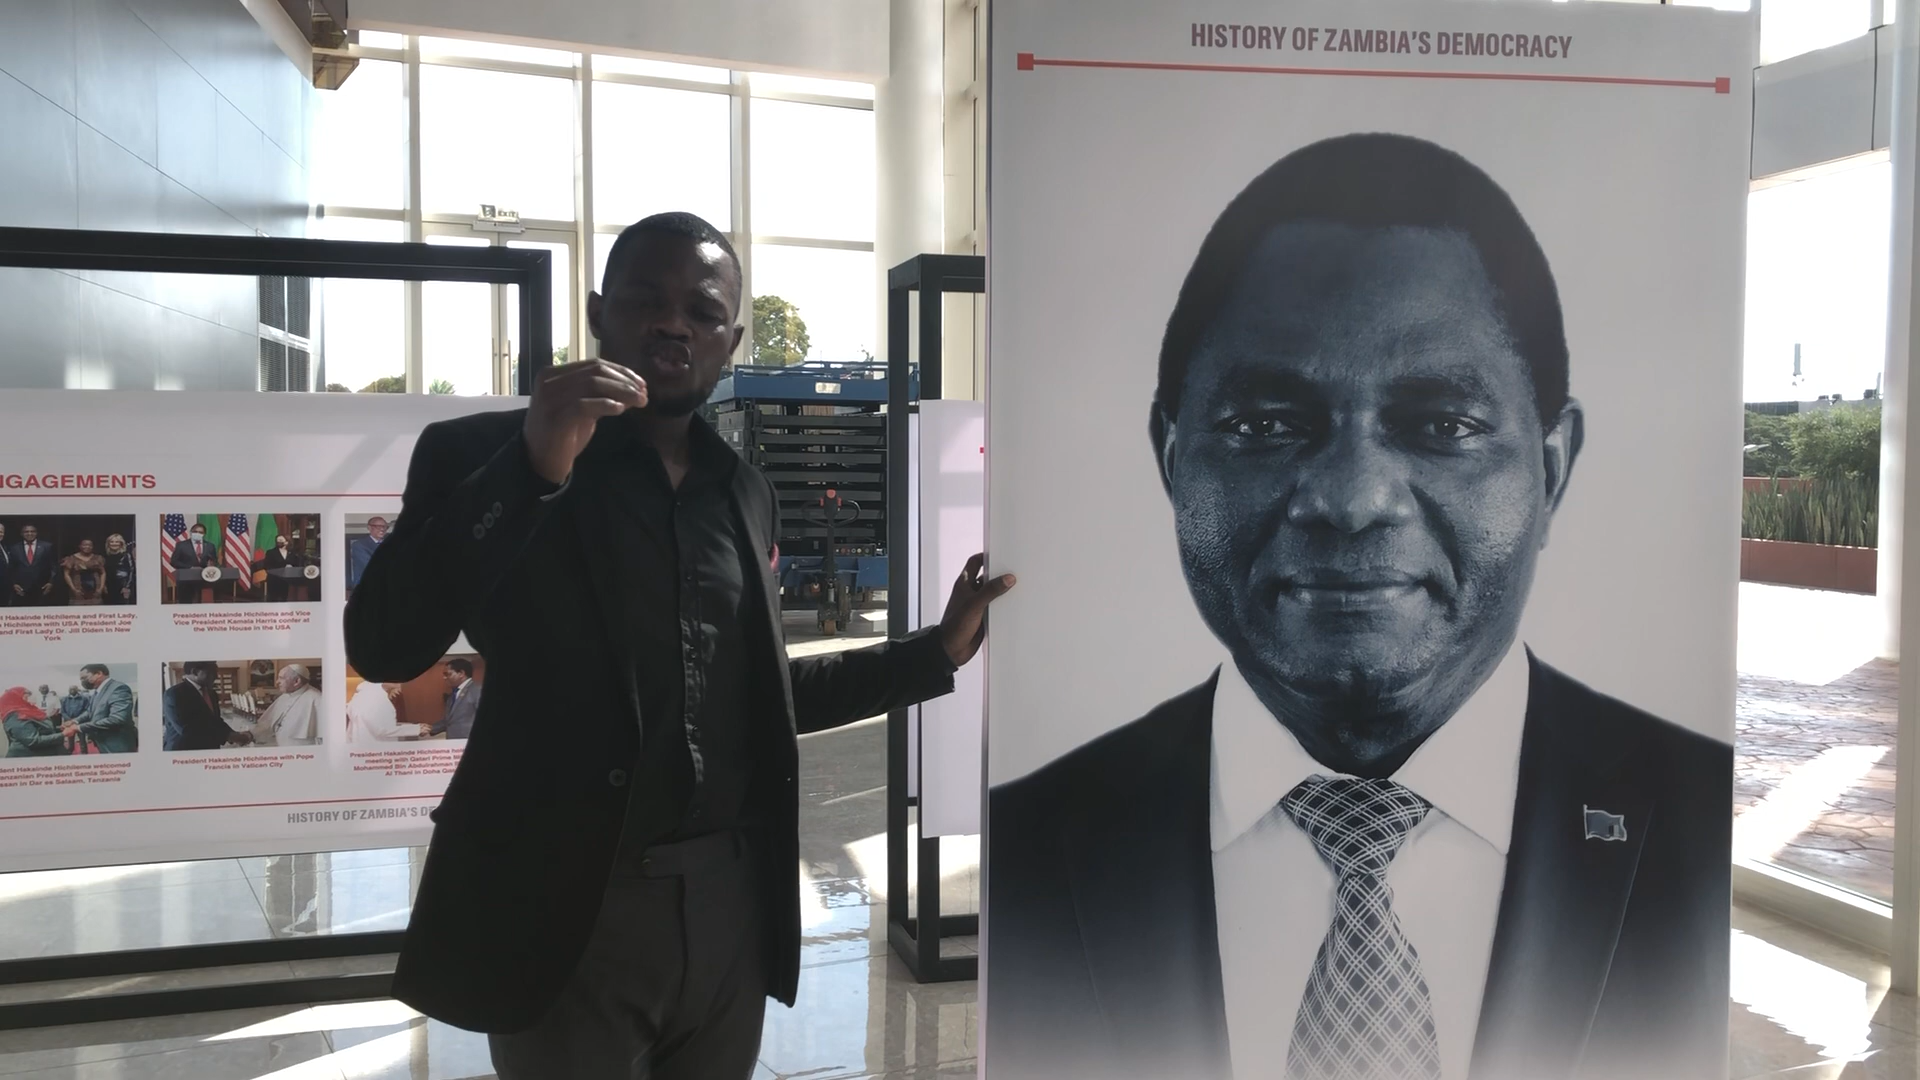 HISTORY OF ZAMBIA'S DEMOCRACY
NGAGEMENTS
Hakainde Hichilema and First Lady,
Hichilema with USA President Joe
and First Lady Dr. Jill Biden in New
York
President Hakainde Hichilema and Vice
President Kamala Harris confer at
the White House in the USA
Hakainde Hichilema welcomed
Tanzanian President Samia Suluhu
in Dar es Salaam, Tanzania
President Hakainde Hichilema with Pope
Francis in Vatican City
President Hakainde Hichilema
meeting with Qatari Prime
Mohammed Bin Abdulrahman
Al Thani in Doha
HISTORY OF ZAMBIA'S DE